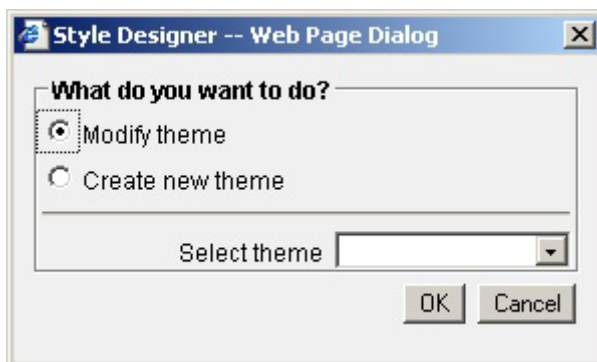 Style Designer -- Web Page Dialog
What do you want to do?
Modify theme
Create new theme
Select theme
OK Cancel